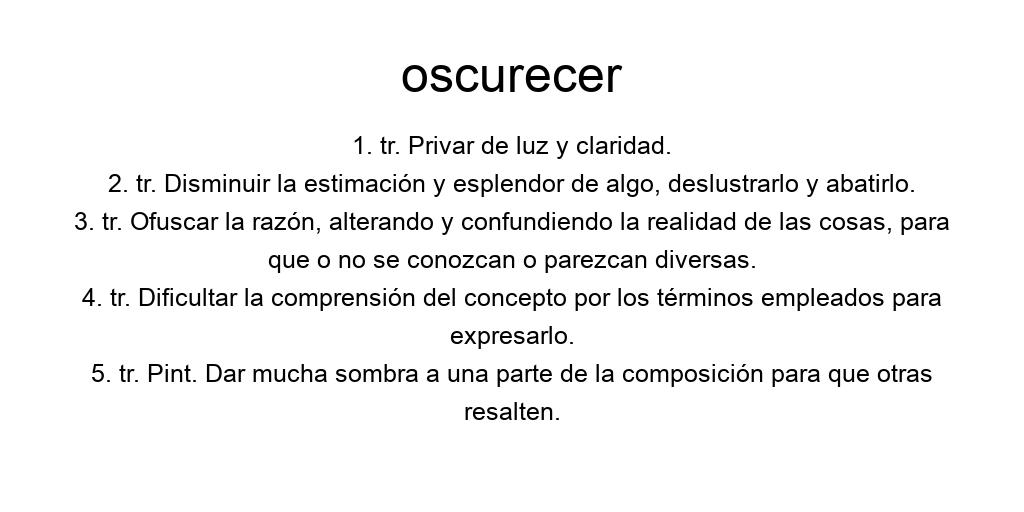 oscurecer
1. tr. Privar de luz y claridad.
2. tr. Disminuir la estimación y esplendor de algo, deslustrarlo y abatirlo.
3. tr. Ofuscar la razón, alterando y confundiendo la realidad de las cosas, para
que o no se conozcan o parezcan diversas.
4. tr. Dificultar la comprensión del concepto por los términos empleados para
expresarlo.
5. tr. Pint. Dar mucha sombra a una parte de la composición para que otras
resalten.